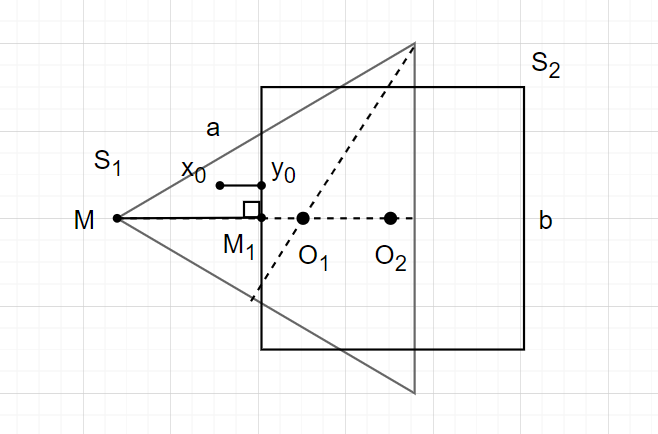 S₂
a
S₁
x₀ y₀
M
b
M₁
O₁
O₂